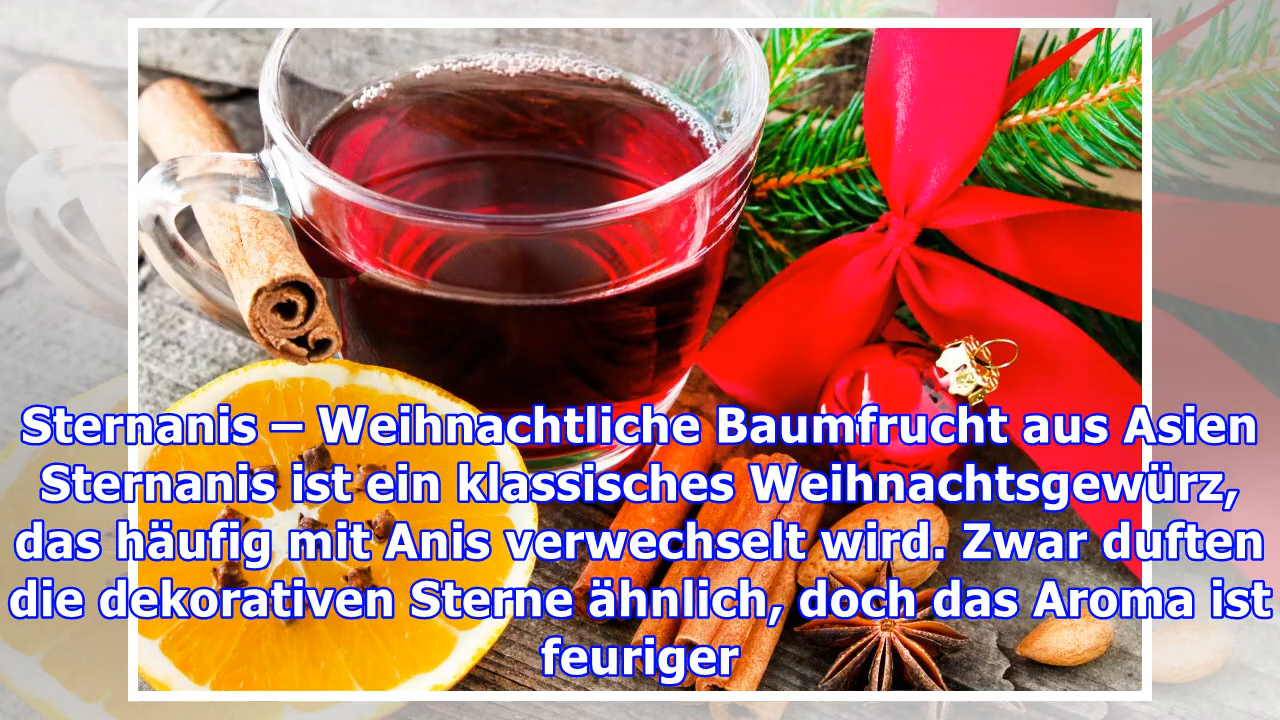 Sternanis – Weihnachtliche Baumfrucht aus Asien
Sternanis ist ein klassisches Weihnachtsgewürz,
das häufig mit Anis verwechselt wird. Zwar duften
die dekorativen Sterne ähnlich, doch das Aroma ist
feuriger